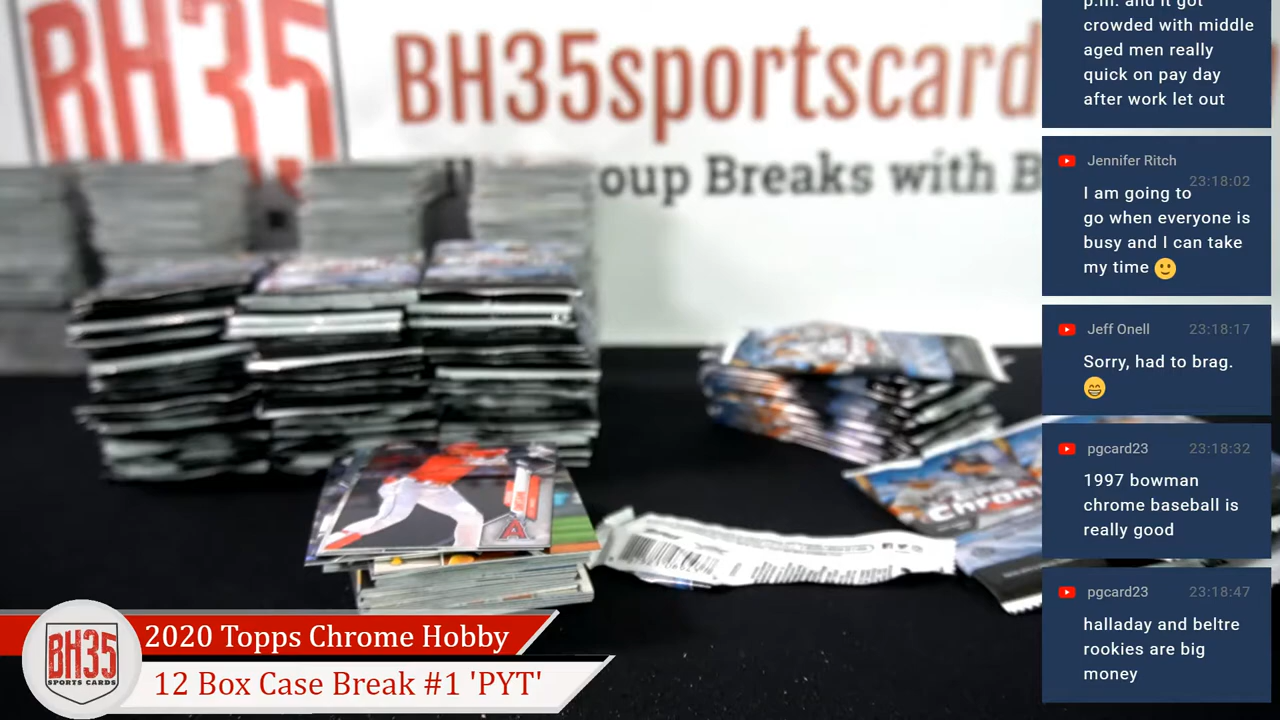 BH35
BH35sportscard
oup Breaks with B
p.m. and it got
crowded with middle
aged men really
quick on pay day
after work let out
Jennifer Ritch
23:18:02
I am going to
go when everyone is
busy and I can take
my time 🙂
Jeff Onell 23:18:17
Sorry, had to brag.
😁
pgcard23 23:18:32
1997 bowman
chrome baseball is
really good
pgcard23 23:18:47
halladay and beltre
rookies are big
money
Chrom
A
BH35
SPORTS CARDS
2020 Topps Chrome Hobby
12 Box Case Break #1 'PYT'